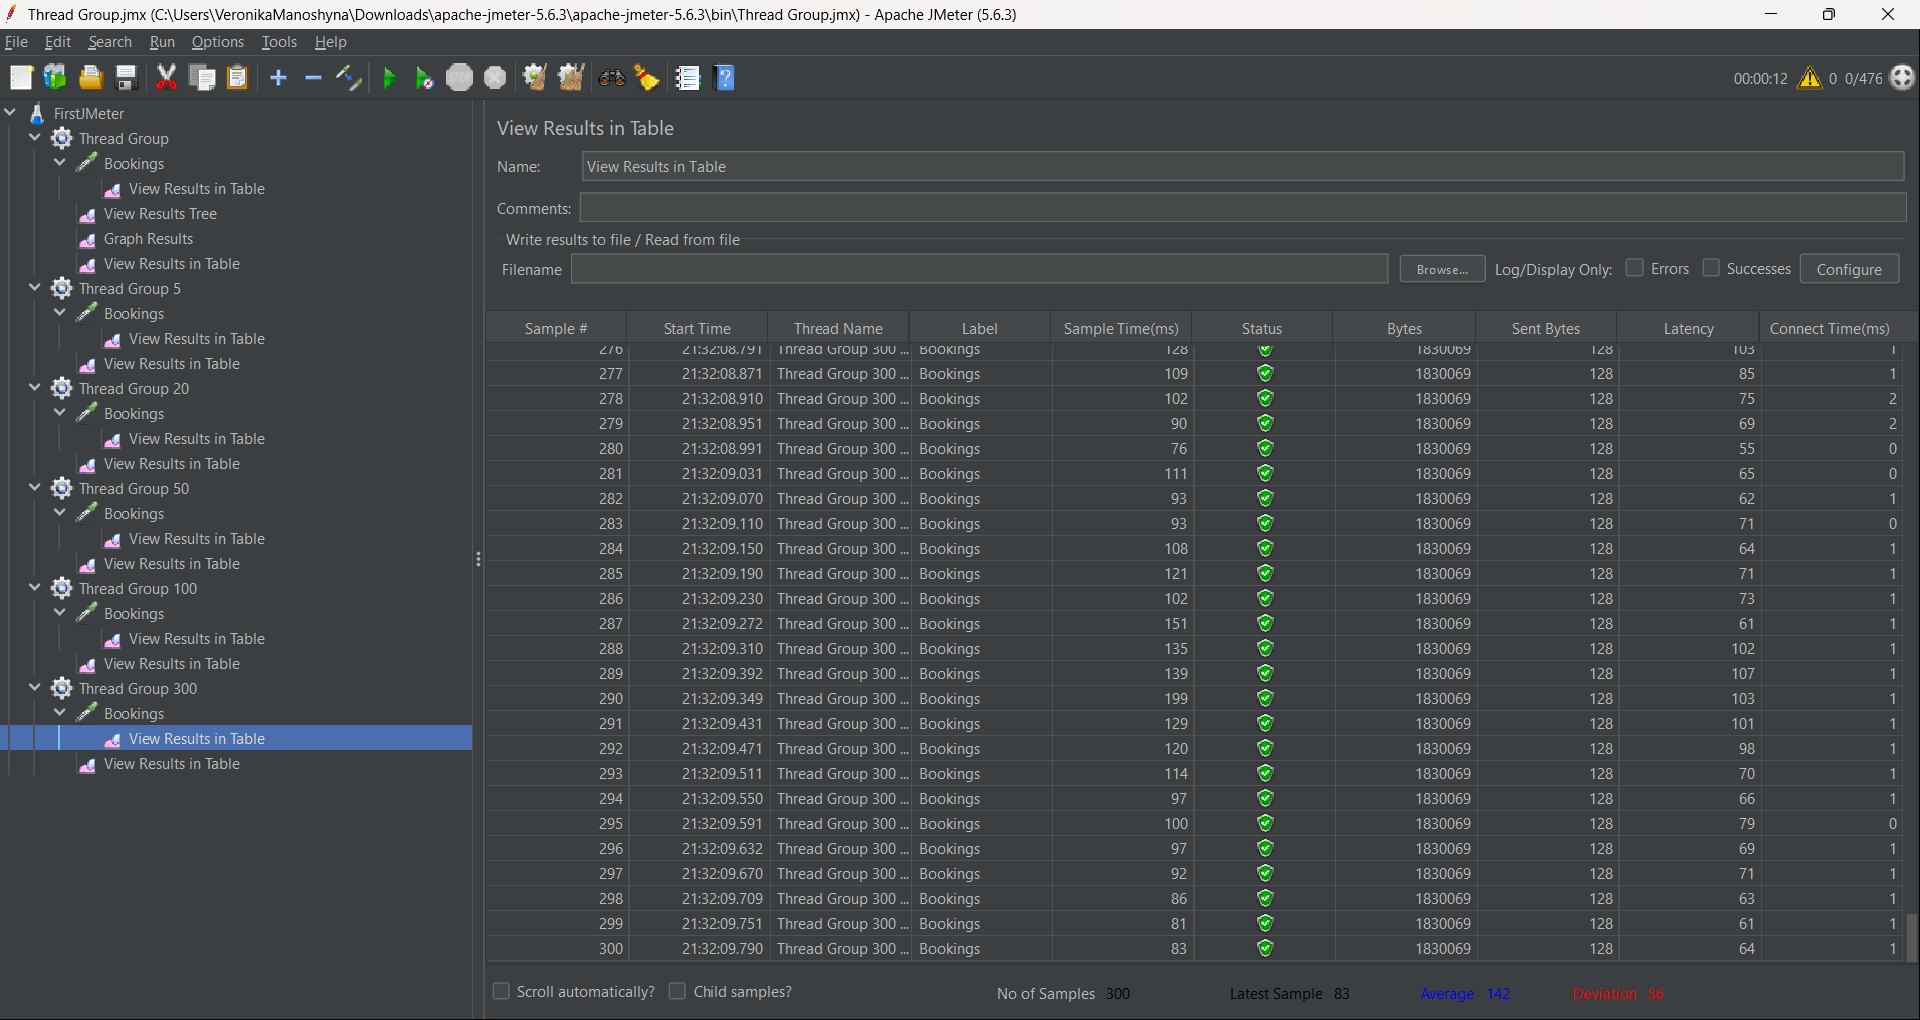 Thread Group.jmx (C:\Users\VeronikaManoshyna\Downloads\apache-jmeter-5.6.3\apache-jmeter-5.6.3\bin\Thread Group.jmx) - Apache JMeter (5.6.3)
File Edit Search Run Options Tools Help
STOP 00:00:12 0 0/476
FirstJMeter
Thread Group
Bookings
View Results in Table
View Results Tree
Graph Results
View Results in Table
Thread Group 5
Bookings
View Results in Table
View Results in Table
Thread Group 20
Bookings
View Results in Table
View Results in Table
Thread Group 50
Bookings
View Results in Table
View Results in Table
Thread Group 100
Bookings
View Results in Table
View Results in Table
Thread Group 300
Bookings
View Results in Table
View Results in Table
View Results in Table
Name: View Results in Table
Comments:
Write results to file / Read from file
Filename Browse... Log/Display Only: Errors Successes Configure
Sample # Start Time Thread Name Label Sample Time(ms) Status Bytes Sent Bytes Latency Connect Time(ms)
276 21:32:08.791 Thread Group 300 ... Bookings 128 1830069 128 103 1
277 21:32:08.871 Thread Group 300 ... Bookings 109 1830069 128 85 1
278 21:32:08.910 Thread Group 300 ... Bookings 102 1830069 128 75 2
279 21:32:08.951 Thread Group 300 ... Bookings 90 1830069 128 69 2
280 21:32:08.991 Thread Group 300 ... Bookings 76 1830069 128 55 0
281 21:32:09.031 Thread Group 300 ... Bookings 111 1830069 128 65 0
282 21:32:09.070 Thread Group 300 ... Bookings 93 1830069 128 62 1
283 21:32:09.110 Thread Group 300 ... Bookings 93 1830069 128 71 0
284 21:32:09.150 Thread Group 300 ... Bookings 108 1830069 128 64 1
285 21:32:09.190 Thread Group 300 ... Bookings 121 1830069 128 71 1
286 21:32:09.230 Thread Group 300 ... Bookings 102 1830069 128 73 1
287 21:32:09.272 Thread Group 300 ... Bookings 151 1830069 128 61 1
288 21:32:09.310 Thread Group 300 ... Bookings 135 1830069 128 102 1
289 21:32:09.392 Thread Group 300 ... Bookings 139 1830069 128 107 1
290 21:32:09.349 Thread Group 300 ... Bookings 199 1830069 128 103 1
291 21:32:09.431 Thread Group 300 ... Bookings 129 1830069 128 101 1
292 21:32:09.471 Thread Group 300 ... Bookings 120 1830069 128 98 1
293 21:32:09.511 Thread Group 300 ... Bookings 114 1830069 128 70 1
294 21:32:09.550 Thread Group 300 ... Bookings 97 1830069 128 66 1
295 21:32:09.591 Thread Group 300 ... Bookings 100 1830069 128 79 0
296 21:32:09.632 Thread Group 300 ... Bookings 97 1830069 128 69 1
297 21:32:09.670 Thread Group 300 ... Bookings 92 1830069 128 71 1
298 21:32:09.709 Thread Group 300 ... Bookings 86 1830069 128 63 1
299 21:32:09.751 Thread Group 300 ... Bookings 81 1830069 128 61 1
300 21:32:09.790 Thread Group 300 ... Bookings 83 1830069 128 64 1
Scroll automatically? Child samples? No of Samples 300 Latest Sample 83 Average 142 Deviation 56